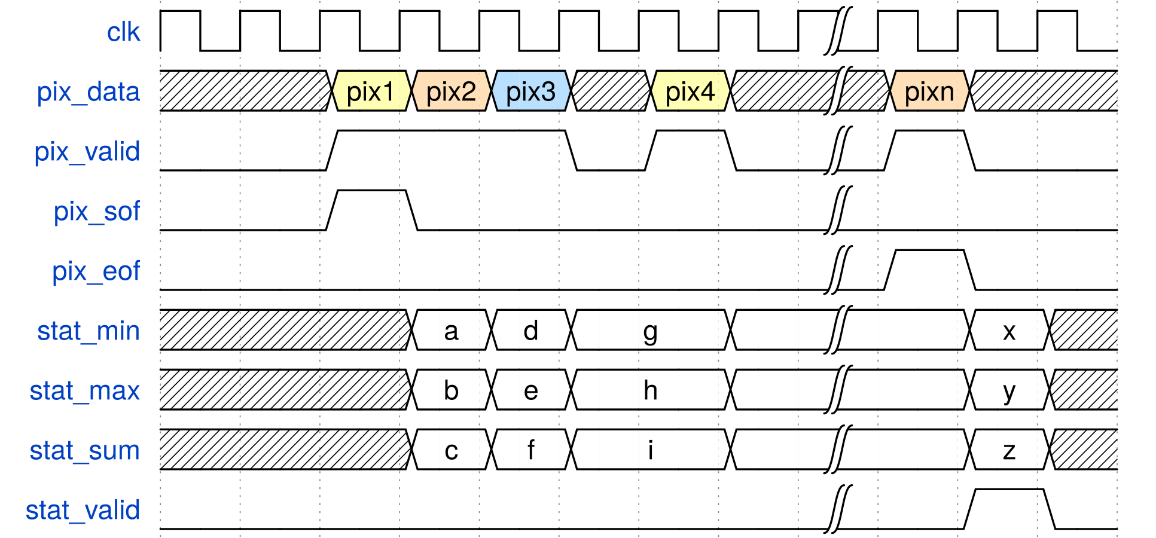 clk
pix_data pix1 pix2 pix3 pix4 pixn
pix_valid
pix_sof
pix_eof
stat_min a d g x
stat_max b e h y
stat_sum c f i z
stat_valid